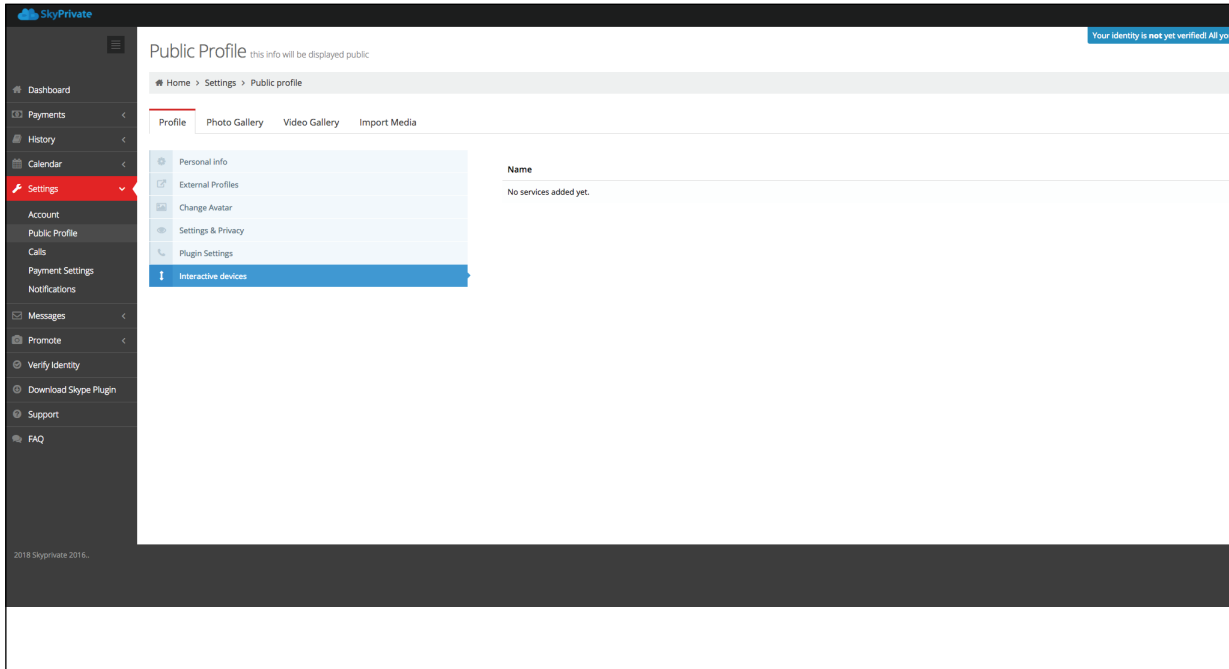 SkyPrivate
Your identity is not yet verified! All yo
Public Profile this info will be displayed public
Home > Settings > Public profile
Profile Photo Gallery Video Gallery Import Media
Dashboard
Payments
History
Calendar
Settings
Account
Public Profile
Calls
Payment Settings
Notifications
Messages
Promote
Verify Identity
Download Skype Plugin
Support
FAQ
Personal info
External Profiles
Change Avatar
Settings & Privacy
Plugin Settings
Interactive devices
Name
No services added yet.
2018 Skyprivate 2016..